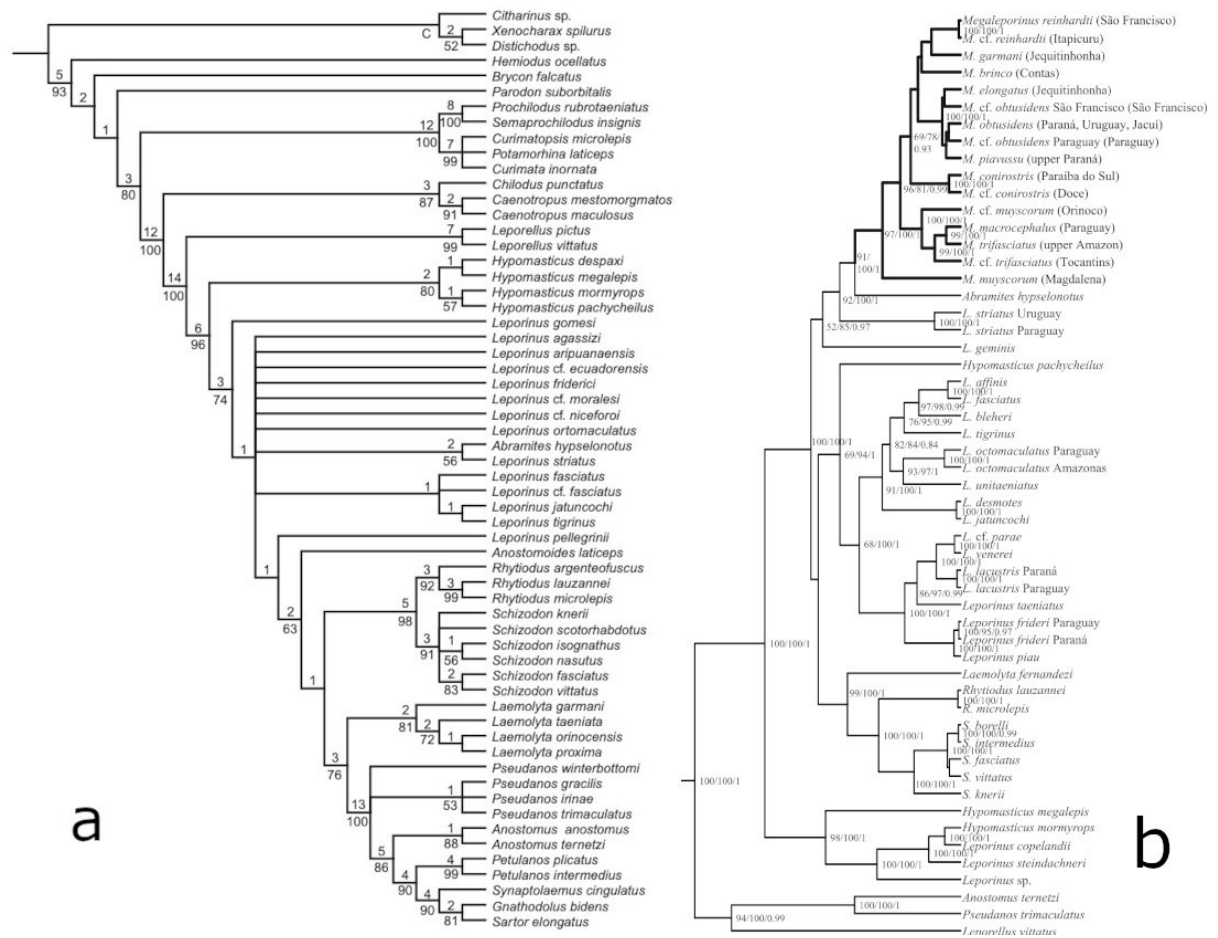 Citharinus sp.
C
2
Xenocharax spilurus
52
Distichodus sp.
5
93
Hemiodus ocellatus
2
Brycon falcatus
1
Parodon suborbitalis
8
Prochilodus rubrotaeniatus
12
100
Semaprochilodus insignis
100
7
Curimatopsis microlepis
99
Potamorhina laticeps
3
80
Curimata inornata
3
Chilodus punctatus
87
2
Caenotropus mestomorgmatos
12
91
Caenotropus maculosus
100
7
Leporellus pictus
99
Leporellus vittatus
1
Hypomasticus despaxi
14
2
Hypomasticus megalepis
100
80
1
Hypomasticus mormyrops
57
Hypomasticus pachycheilus
6
96
Leporinus gomesi
Leporinus agassizi
Leporinus aripuanaensis
3
74
Leporinus cf. ecuadorensis
Leporinus friderici
Leporinus cf. moralesi
Leporinus cf. niceforoi
Leporinus ortomaculatus
1
2
Abramites hypselonotus
56
Leporinus striatus
Leporinus fasciatus
1
Leporinus cf. fasciatus
1
Leporinus jatuncochi
Leporinus tigrinus
Leporinus pellegrinii
1
Anostomoides laticeps
3
Rhytiodus argenteofuscus
92
3
Rhytiodus lauzannei
2
63
5
98
99
Rhytiodus microlepis
Schizodon knerii
3
91
Schizodon scotorhabdotus
1
Schizodon isognathus
56
Schizodon nasutus
2
Schizodon fasciatus
83
Schizodon vittatus
1
2
Laemolyta garmani
81
2
Laemolyta taeniata
72
1
Laemolyta orinocensis
Laemolyta proxima
3
76
Pseudanos winterbottomi
Pseudanos gracilis
1
Pseudanos irinae
53
Pseudanos trimaculatus
13
100
1
Anostomus anostomus
88
Anostomus ternetzi
5
86
4
Petulanos plicatus
99
Petulanos intermedius
4
90
4
Synaptolaemus cingulatus
90
2
Gnathodolus bidens
81
Sartor elongatus
a
Megaleporinus reinhardti (São Francisco)
100/100/1
M. cf. reinhardti (Itapicuru)
M. garmani (Jequitinhonha)
M. brinco (Contas)
M. elongatus (Jequitinhonha)
M. cf. obtusidens São Francisco (São Francisco)
100/100/1
M. obtusidens (Paraná, Uruguay, Jacuí)
69/78/
0.93
M. cf. obtusidens Paraguay (Paraguay)
M. piavussu (upper Paraná)
M. conirostris (Paraíba do Sul)
96/81/0.99
100/100/1
M. cf. conirostris (Doce)
M. cf. muyscorum (Orinoco)
100/100/1
M. macrocephalus (Paraguay)
97/100/1
99/100/1
M. trifasciatus (upper Amazon)
99/100/1
M. cf. trifasciatus (Tocantins)
91/
100/1
M. muyscorum (Magdalena)
92/100/1
Abramites hypselonotus
L. striatus Uruguay
52/85/0.97
100/100/1
L. striatus Paraguay
L. geminis
Hypomasticus pachycheilus
L. affinis
100/100/1
L. fasciatus
97/98/0.99
L. bleheri
76/95/0.99
L. tigrinus
100/100/1
82/84/0.84
69/94/1
L. octomaculatus Paraguay
100/100/1
L. octomaculatus Amazonas
93/97/1
L. unitaeniatus
91/100/1
L. desmotes
100/100/1
L. jatuncochi
L. cf. parae
68/100/1
100/100/1
L. venerei
L. lacustris Paraná
100/100/1
L. lacustris Paraguay
86/97/0.99
Leporinus taeniatus
100/100/1
Leporinus frideri Paraguay
100/95/0.97
Leporinus frideri Paraná
100/100/1
100/100/1
Leporinus piau
Laemolyta fernandezi
99/100/1
Rhytiodus lauzannei
100/100/1
R. microlepis
S. borelli
100/100/0.99
100/100/1
S. intermedius
100/100/1
S. fasciatus
S. vittatus
100/100/1
100/100/1
S. knerii
Hypomasticus megalepis
98/100/1
Hypomasticus mormyrops
100/100/1
Leporinus copelandii
100/100/1
100/100/1
Leporinus steindachneri
Leporinus sp.
Anostomus ternetzi
100/100/1
94/100/0.99
Pseudanos trimaculatus
Leporellus vittatus
b